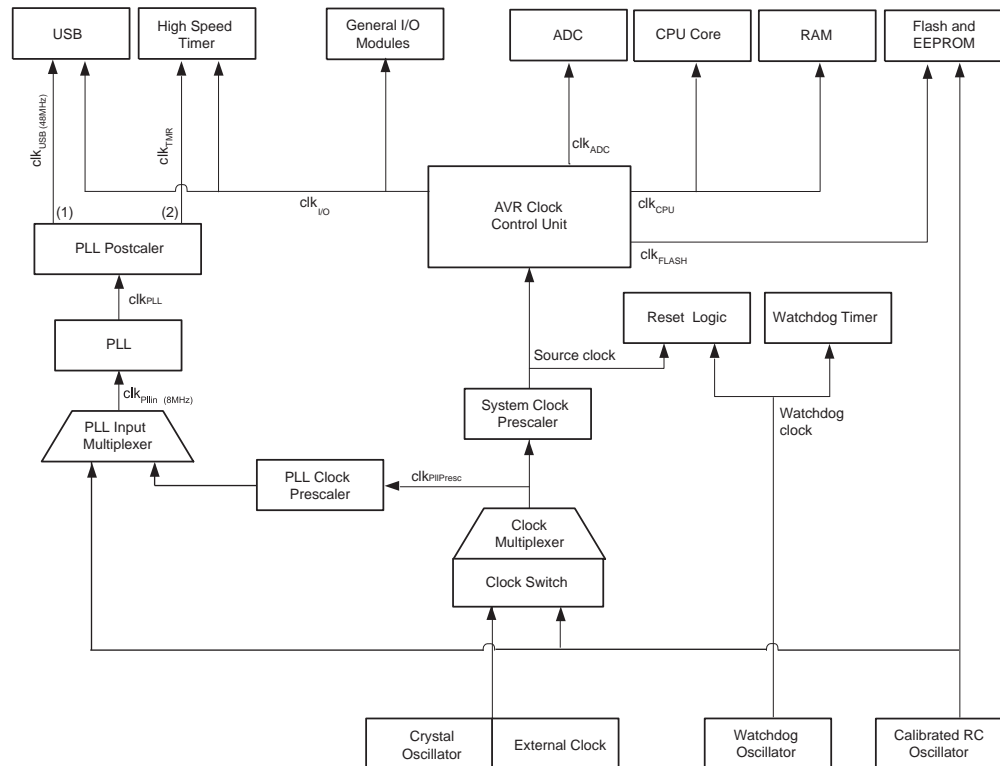 USB
High Speed
Timer
General I/O
Modules
ADC
CPU Core
RAM
Flash and
EEPROM
clkUSB (48MHz)
clkTMR
clkADC
(1)
(2)
clkI/O
AVR Clock
Control Unit
clkCPU
clkFLASH
PLL Postcaler
clkPLL
PLL
Reset Logic
Watchdog Timer
Source clock
clkPllin (8MHz)
PLL Input
Multiplexer
System Clock
Prescaler
Watchdog
clock
PLL Clock
Prescaler
clkPllPresc
Clock
Multiplexer
Clock Switch
Crystal
Oscillator
External Clock
Watchdog
Oscillator
Calibrated RC
Oscillator